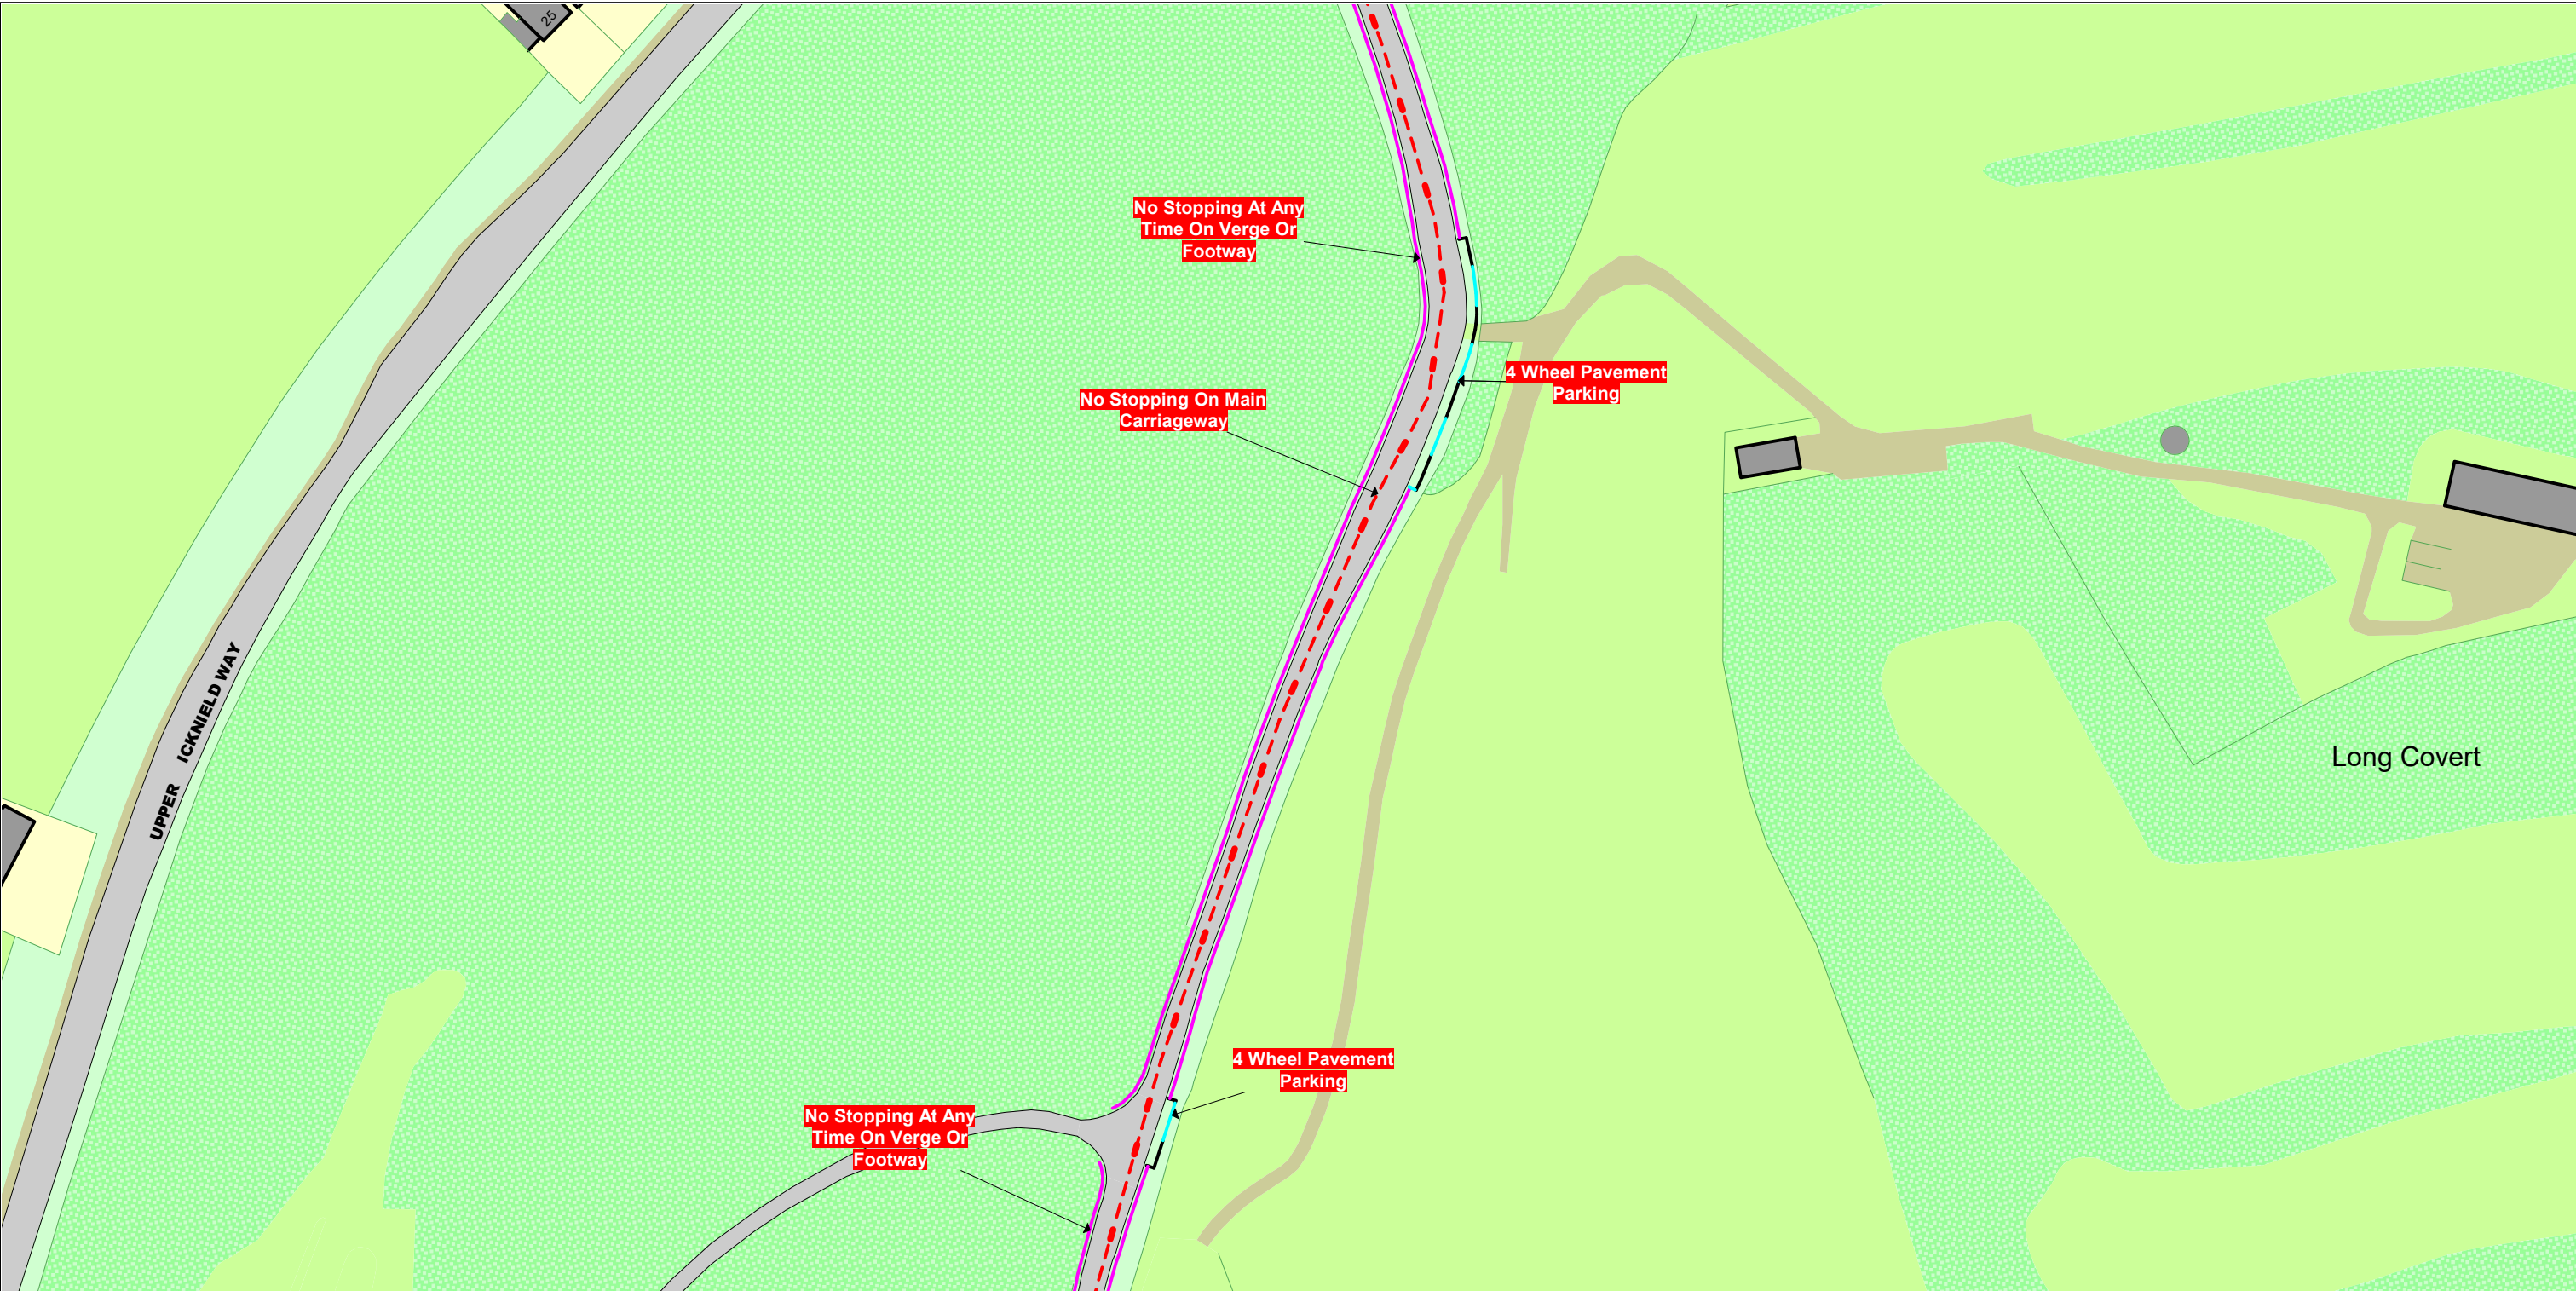 25
No Stopping At Any
Time On Verge Or
Footway
4 Wheel Pavement
Parking
No Stopping On Main
Carriageway
UPPER ICKNIELD WAY
Long Covert
4 Wheel Pavement
Parking
No Stopping At Any
Time On Verge Or
Footway